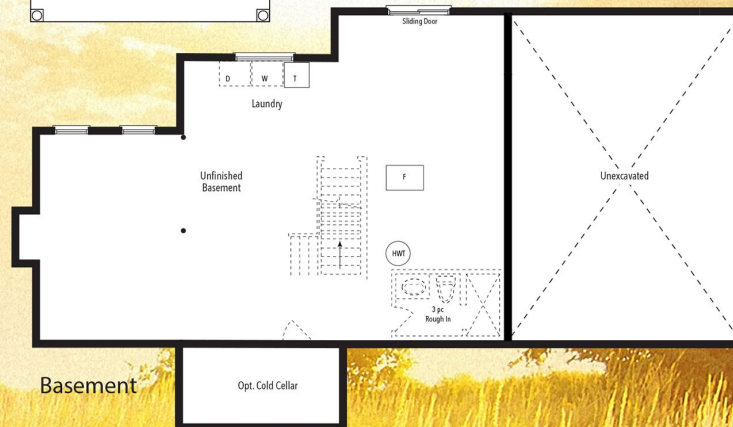 Sliding Door
D W T
Laundry
Unfinished
Basement
F
Unexcavated
HWT
3 pc
Rough In
Basement
Opt. Cold Cellar